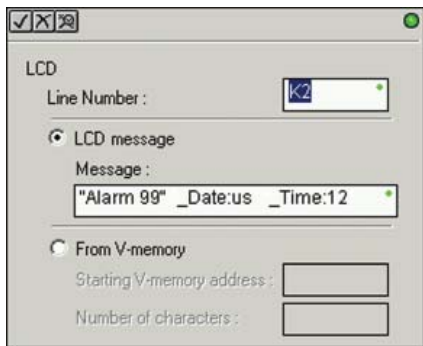 LCD
Line Number : K2
LCD message
Message :
"Alarm 99" _Date:us _Time:12
From V-memory
Starting V-memory address :
Number of characters :